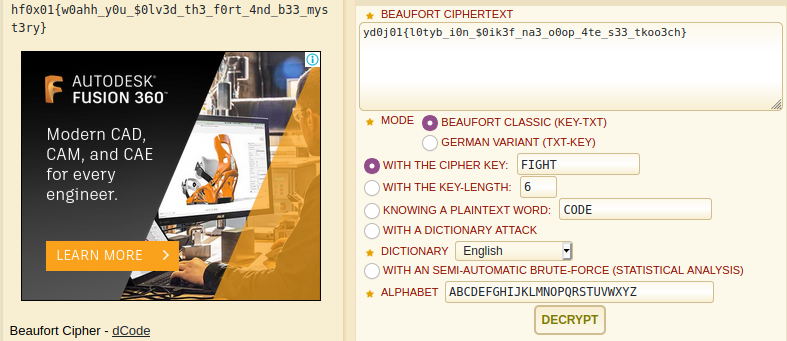 hf0x01{w0ahh_y0u_$0lv3d_th3_f0rt_4nd_b33_mys
t3ry}
AUTODESK®
FUSION 360™
Modern CAD,
CAM, and CAE
for every
engineer.
LEARN MORE >
Beaufort Cipher - dCode
BEAUFORT CIPHERTEXT
yd0j01{l0tyb_i0n_$0ik3f_na3_o0op_4te_s33_tkoo3ch}
MODE BEAUFORT CLASSIC (KEY-TXT)
GERMAN VARIANT (TXT-KEY)
WITH THE CIPHER KEY: FIGHT
WITH THE KEY-LENGTH: 6
KNOWING A PLAINTEXT WORD: CODE
WITH A DICTIONARY ATTACK
DICTIONARY English
WITH AN SEMI-AUTOMATIC BRUTE-FORCE (STATISTICAL ANALYSIS)
ALPHABET ABCDEFGHIJKLMNOPQRSTUVWXYZ
DECRYPT